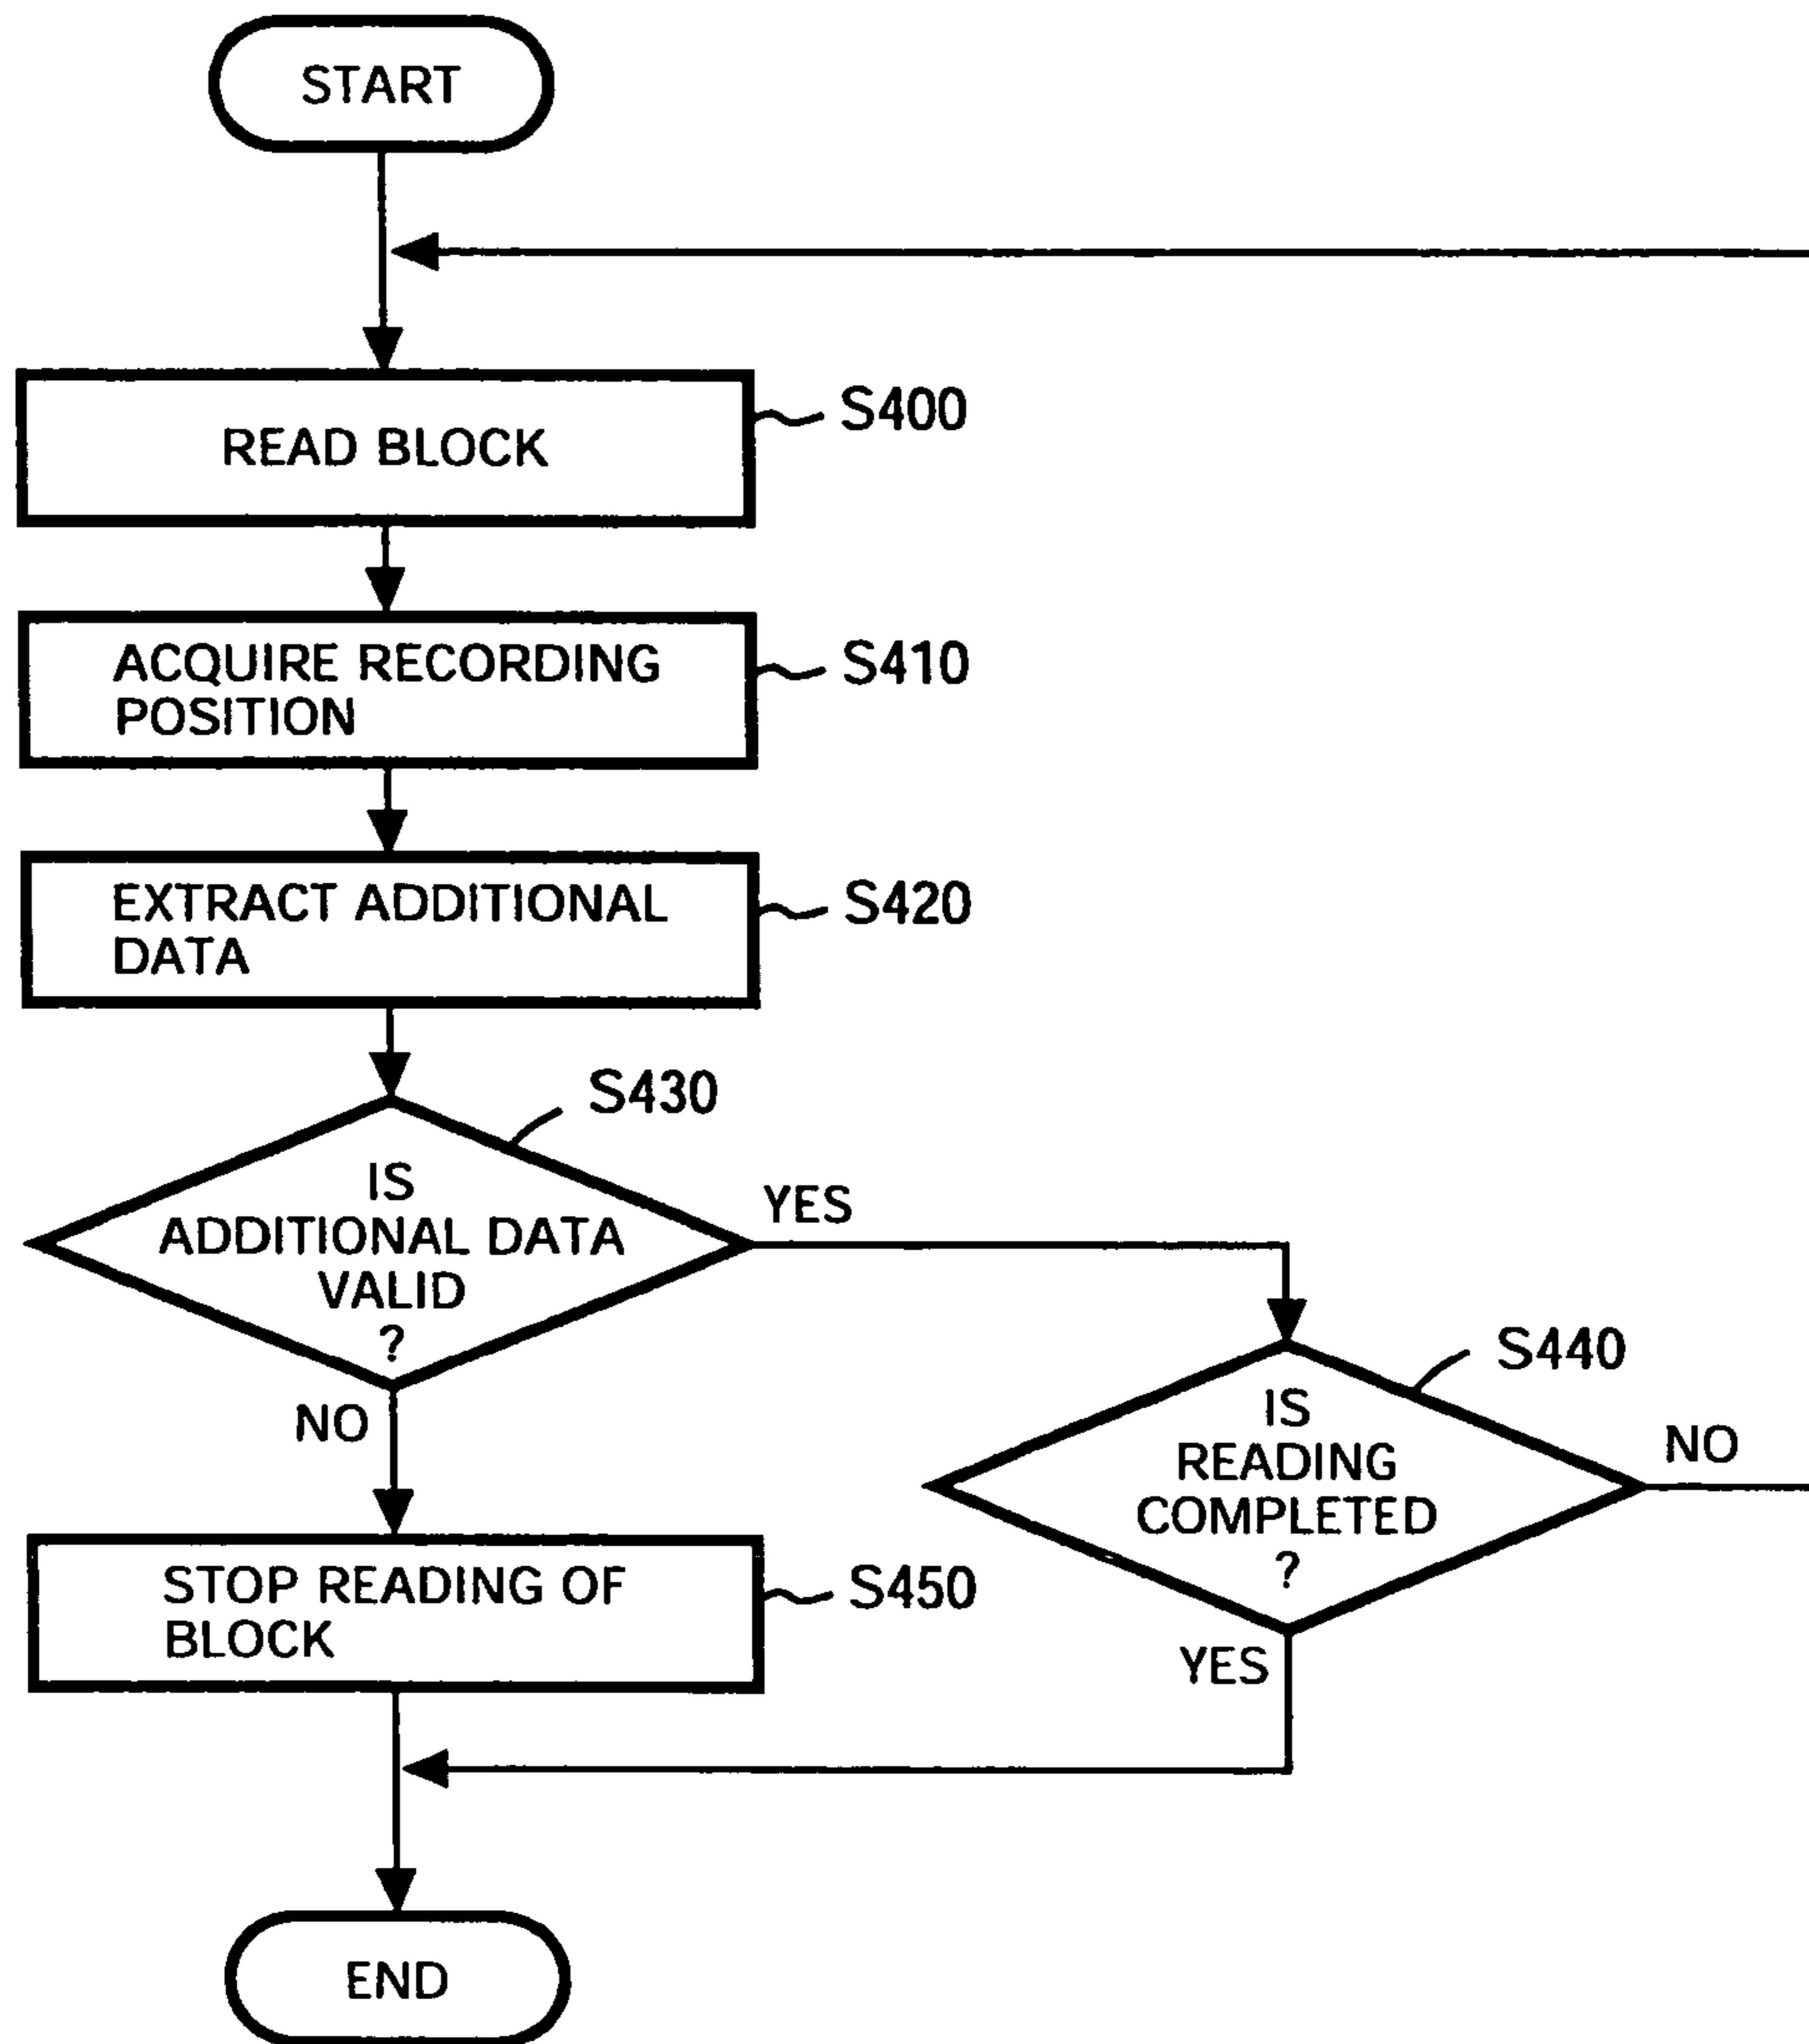 START
READ BLOCK
S400
ACQUIRE RECORDING
POSITION
S410
EXTRACT ADDITIONAL
DATA
S420
S430
IS
ADDITIONAL DATA
VALID
?
YES
NO
S440
IS
READING
COMPLETED
?
NO
YES
STOP READING OF
BLOCK
S450
END